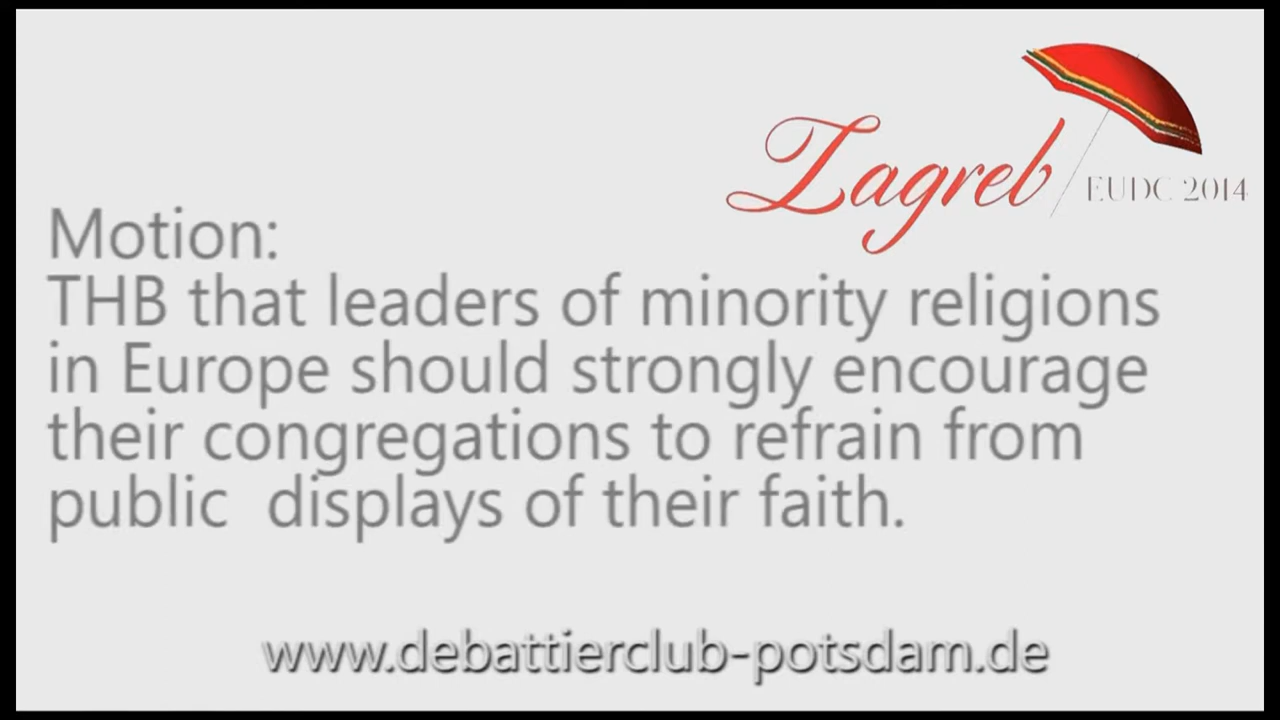 Zagreb / EUDC 2014
Motion:
THB that leaders of minority religions
in Europe should strongly encourage
their congregations to refrain from
public  displays of their faith.
www.debattierclub-potsdam.de